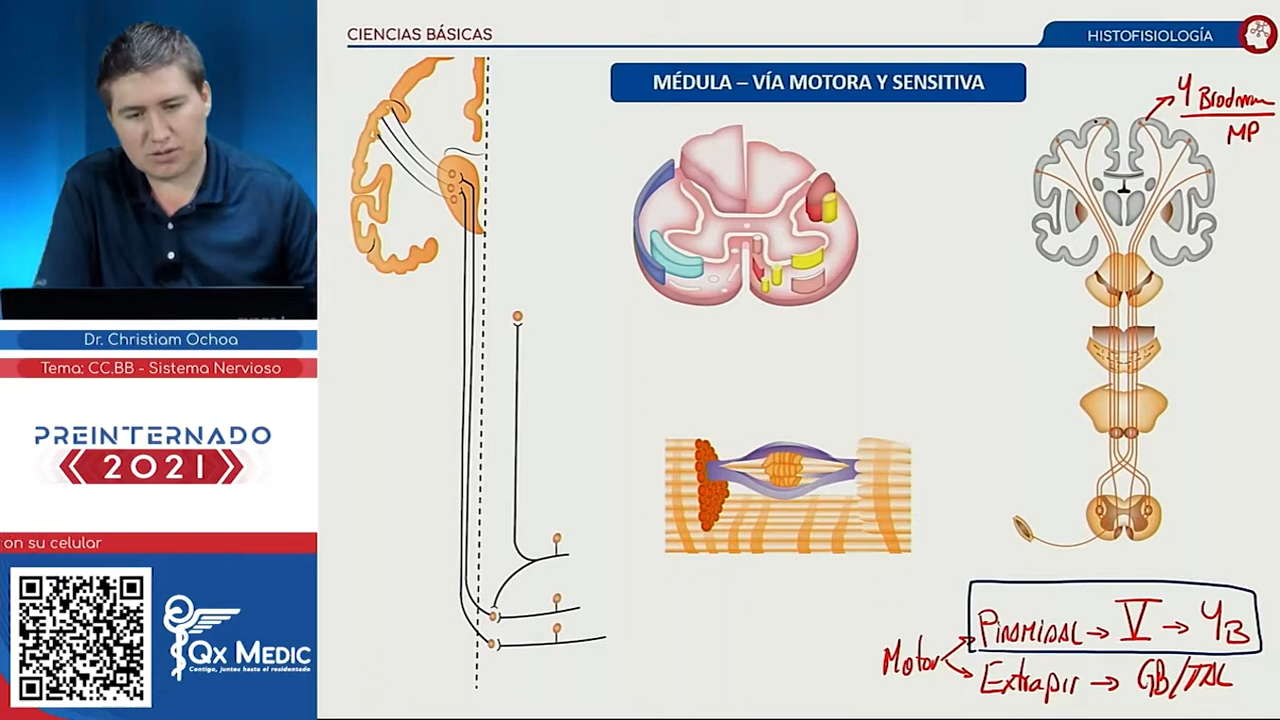 CIENCIAS BÁSICAS
HISTOFISIOLOGÍA
MÉDULA – VÍA MOTORA Y SENSITIVA
4 Brodman
MP
Dr. Christiam Ochoa
Tema: CC.BB - Sistema Nervioso
PREINTERNADO
2021
on su celular
QX MEDIC
Contigo, juntos hasta el residentado
Motor
Piramidal → V → 4B
Extrapir → GB/TAL